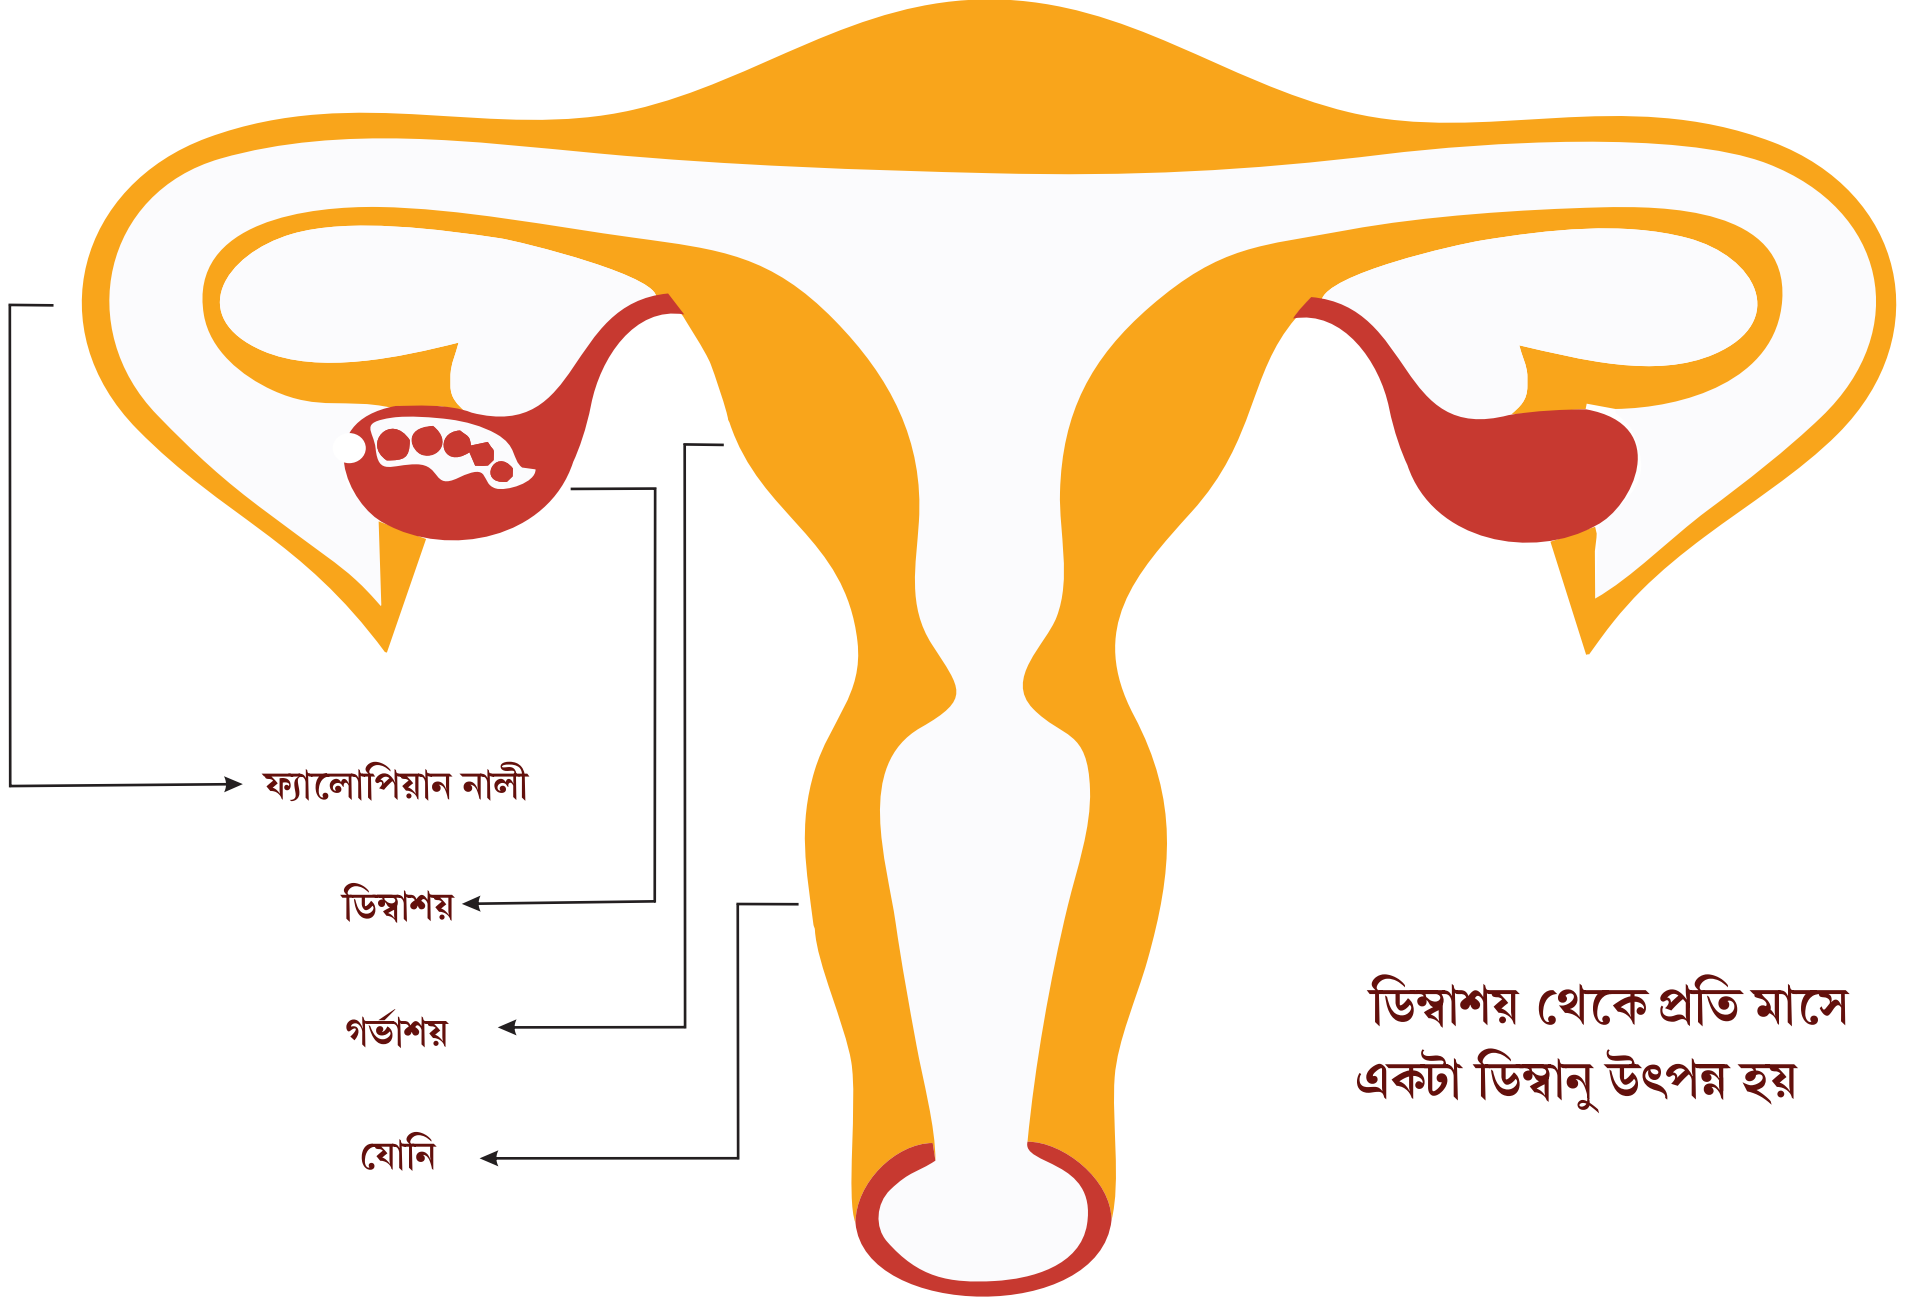 ফ্যালোপিয়ান নালী
ডিম্বাশয়
গর্ভাশয়
যোনি
ডিম্বাশয় থেকে প্রতি মাসে
একটা ডিম্বানু উৎপন্ন হয়